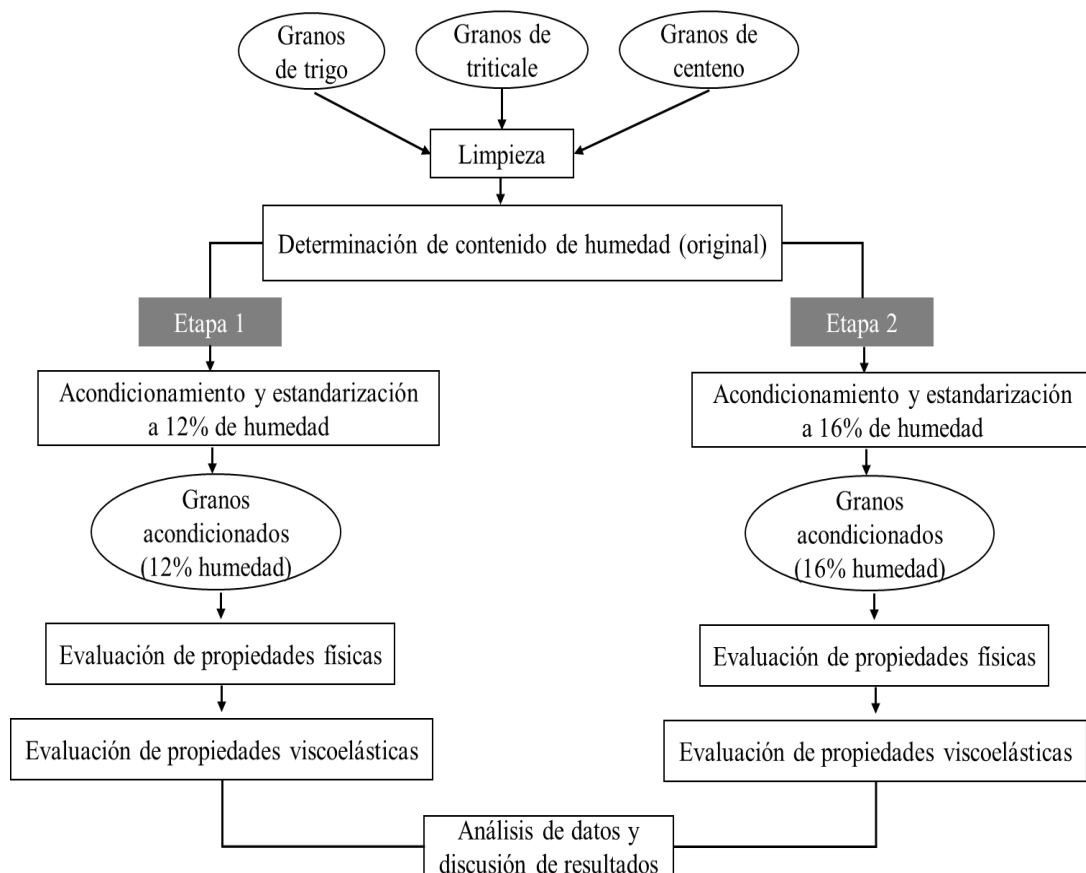 Granos
de trigo
Granos de
triticale
Granos de
centeno
Limpieza
Determinación de contenido de humedad (original)
Etapa 1
Acondicionamiento y estandarización
a 12% de humedad
Granos
acondicionados
(12% humedad)
Evaluación de propiedades físicas
Evaluación de propiedades viscoelásticas
Etapa 2
Acondicionamiento y estandarización
a 16% de humedad
Granos
acondicionados
(16% humedad)
Evaluación de propiedades físicas
Evaluación de propiedades viscoelásticas
Análisis de datos y
discusión de resultados